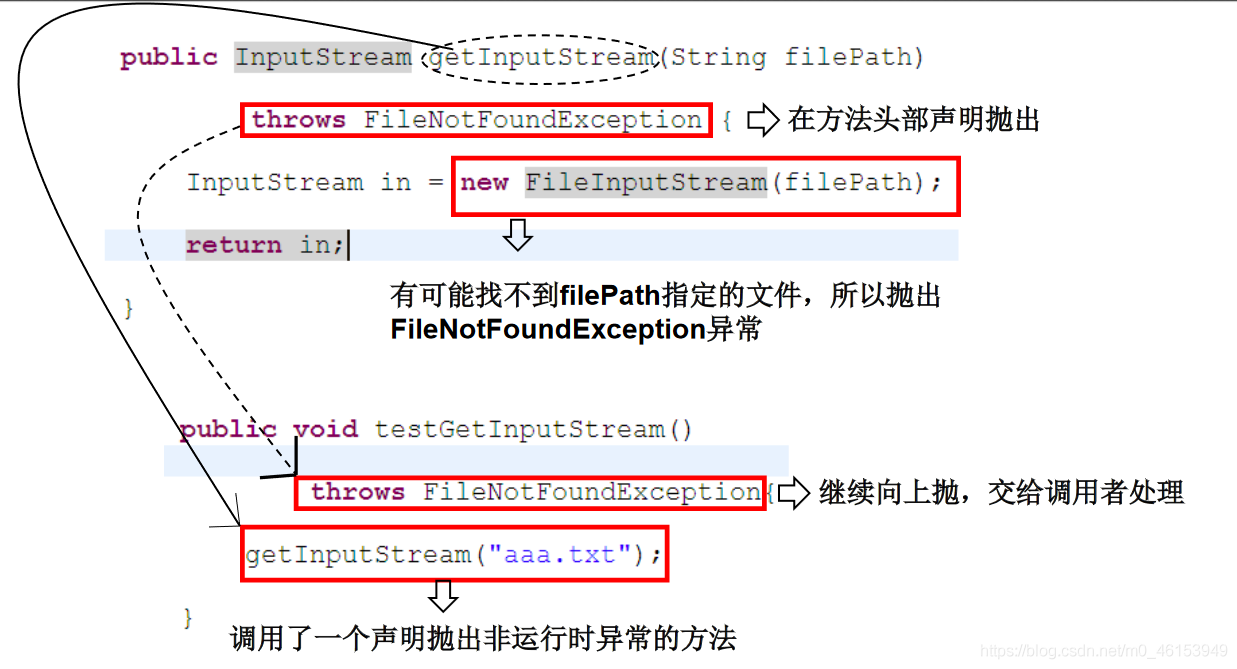 public InputStream getInputStream(String filePath)
throws FileNotFoundException { 在方法头部声明抛出
InputStream in = new FileInputStream(filePath);
return in;
有可能找不到filePath指定的文件，所以抛出
FileNotFoundException异常
}
public void testGetInputStream()
throws FileNotFoundException{ 继续向上抛，交给调用者处理
getInputStream("aaa.txt");
}
调用了一个声明抛出非运行时异常的方法
https://blog.csdn.net/m0_46153949